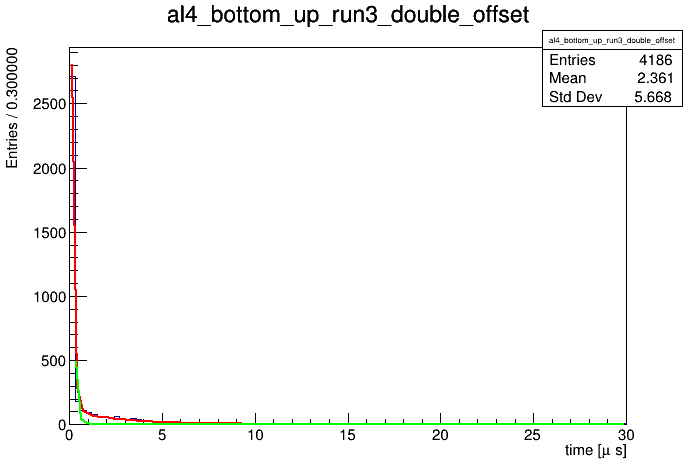 al4_bottom_up_run3_double_offset
al4_bottom_up_run3_double_offset
Entries 4186
Mean 2.361
Std Dev 5.668
Entries / 0.300000
2500
2000
1500
1000
500
0
0 5 10 15 20 25 30
time [μ s]